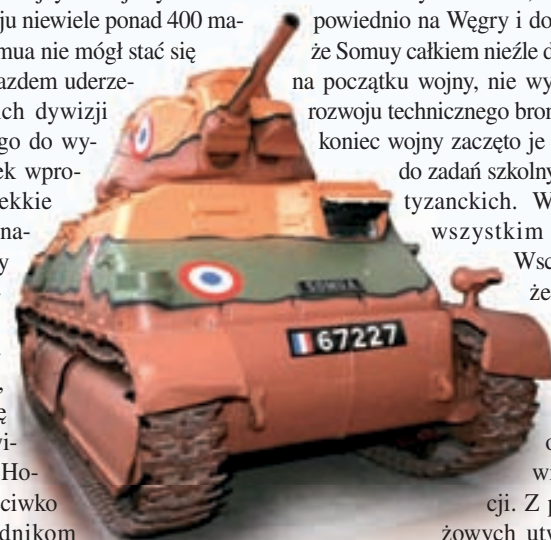 ju niewiele ponad 400 ma-
mua nie mógł stać się
azdem uderze-
ch dywizji
go do wy-
ek wpro-
ekkie
na-
y
ę
wi-
Ho-
ciwko
dnikom
powiednio na Węgry i do
że Somuy całkiem nieźle d
na początku wojny, nie wy
rozwoju technicznego bron
koniec wojny zaczęto je
do zadań szkolny
tyzanckich. W
wszystkim
Wsc
że
SOMUA
67227
o
w
cji. Z p
żowych utw